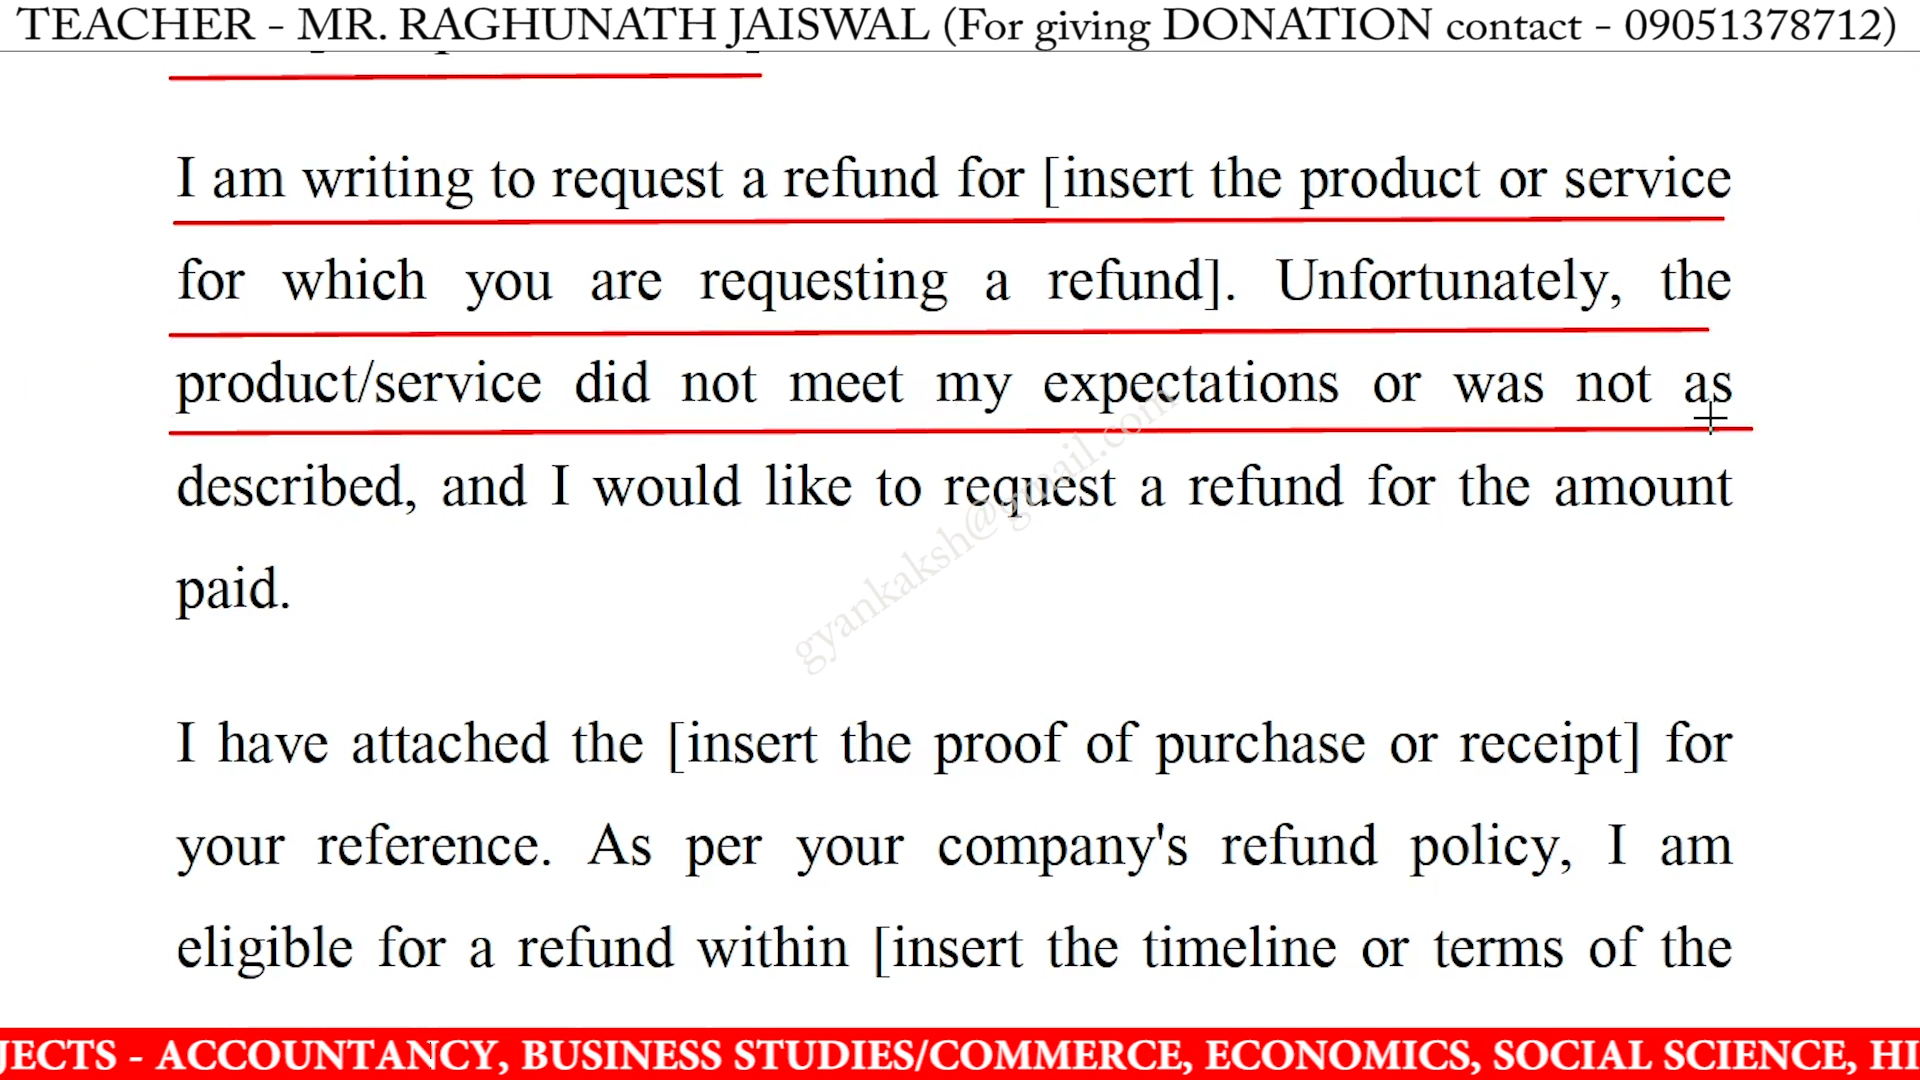 TEACHER - MR. RAGHUNATH JAISWAL (For giving DONATION contact - 09051378712)
I am writing to request a refund for [insert the product or service
for which you are requesting a refund]. Unfortunately, the
product/service did not meet my expectations or was not as
described, and I would like to request a refund for the amount
paid.
gyankaksh@gmail.com
I have attached the [insert the proof of purchase or receipt] for
your reference. As per your company's refund policy, I am
eligible for a refund within [insert the timeline or terms of the
JECTS - ACCOUNTANCY, BUSINESS STUDIES/COMMERCE, ECONOMICS, SOCIAL SCIENCE, HI